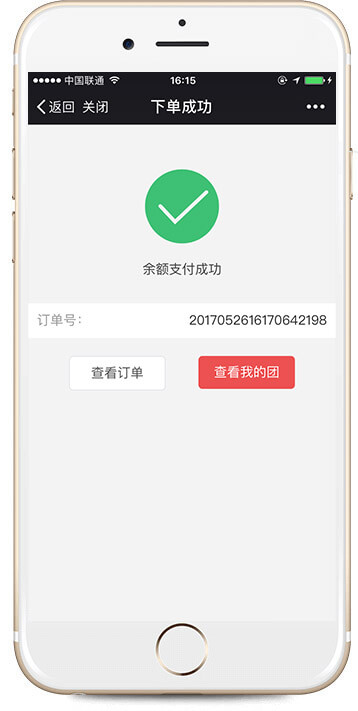 中国联通 16:15
返回 关闭 下单成功
余额支付成功
订单号: 2017052616170642198
查看订单 查看我的团